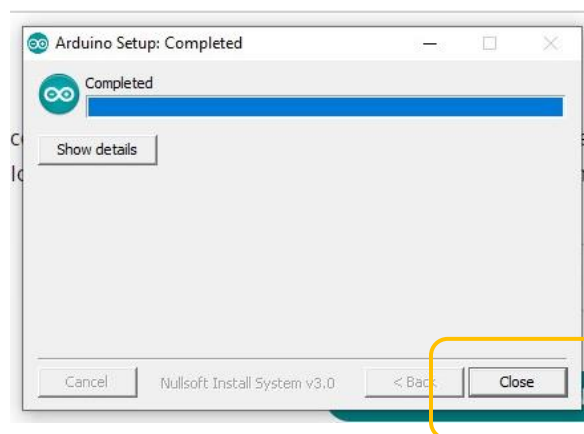 Arduino Setup: Completed
Completed
Show details
Cancel
Nullsoft Install System v3.0
< Back
Close